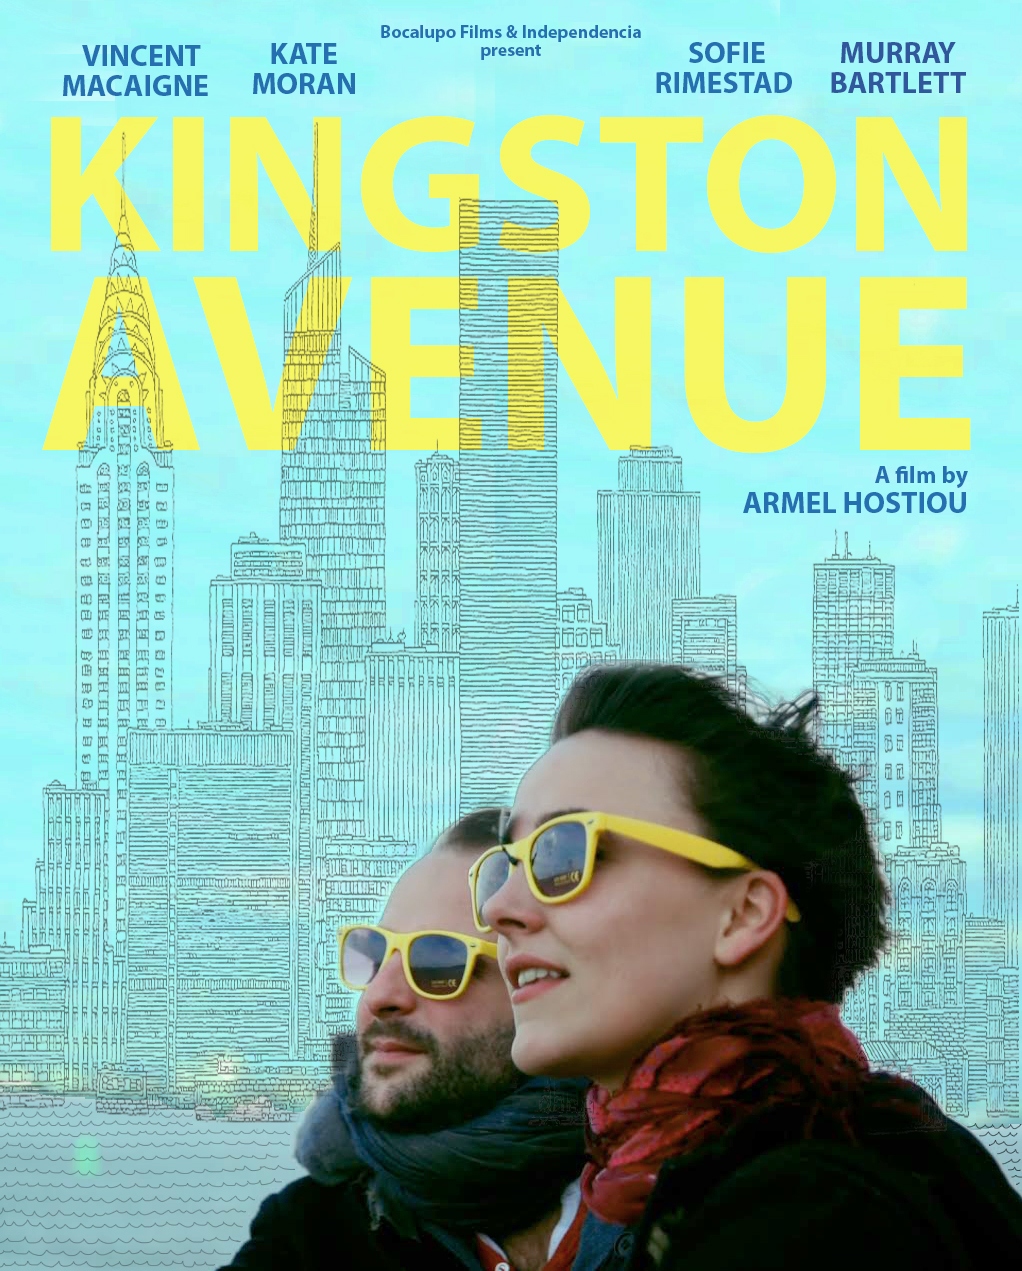 Bocalupo Films & Independencia
present
VINCENT
MACAIGNE
KATE
MORAN
SOFIE
RIMESTAD
MURRAY
BARTLETT
KINGSTON
AVENUE
A film by
ARMEL HOSTIOU